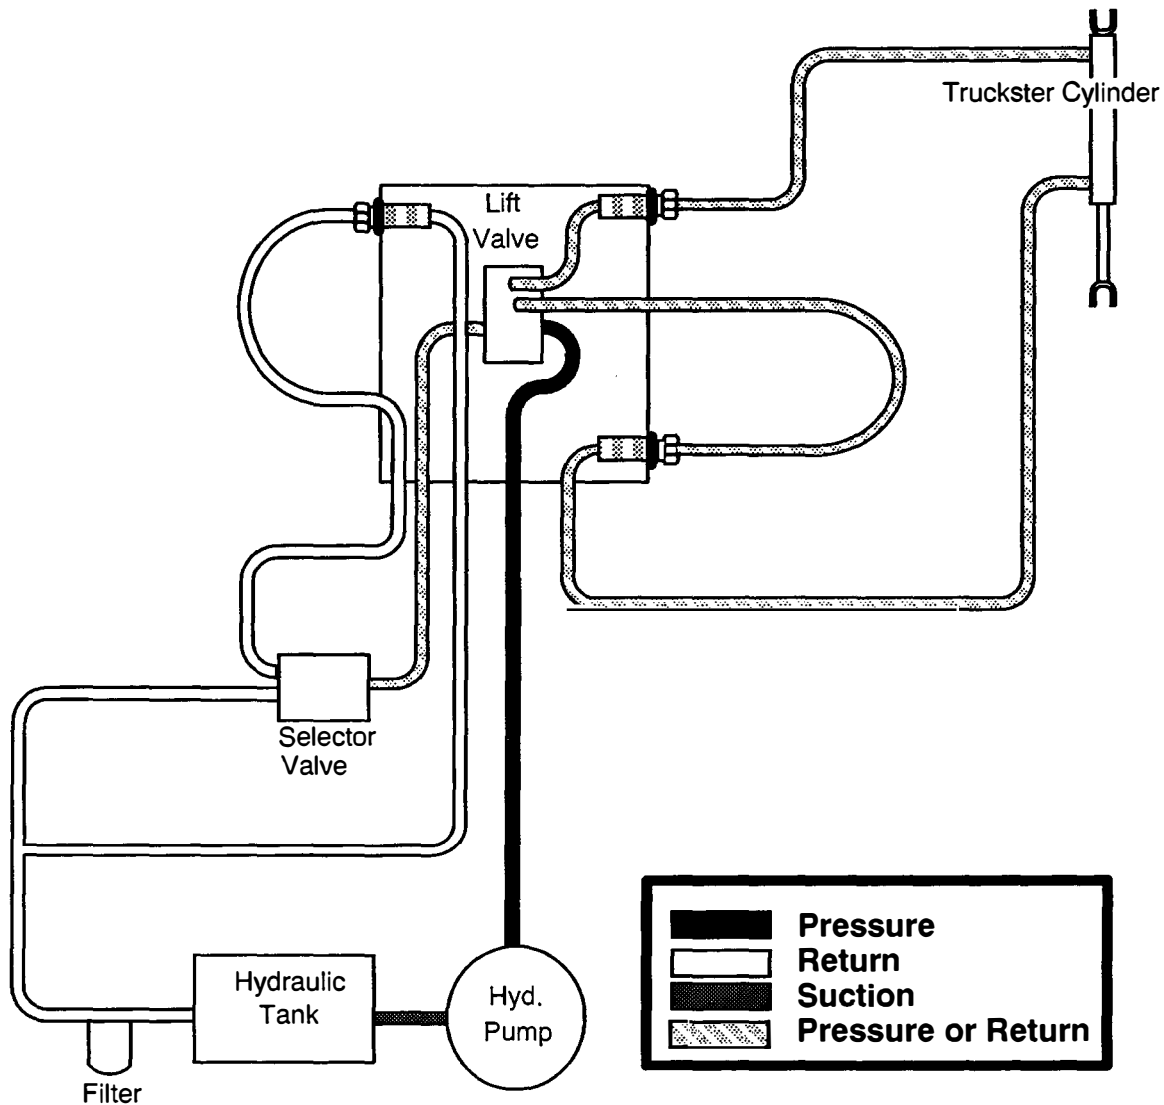 Truckster Cylinder
Lift
Valve
Selector
Valve
Hydraulic
Tank
Hyd.
Pump
Filter
Pressure
Return
Suction
Pressure or Return